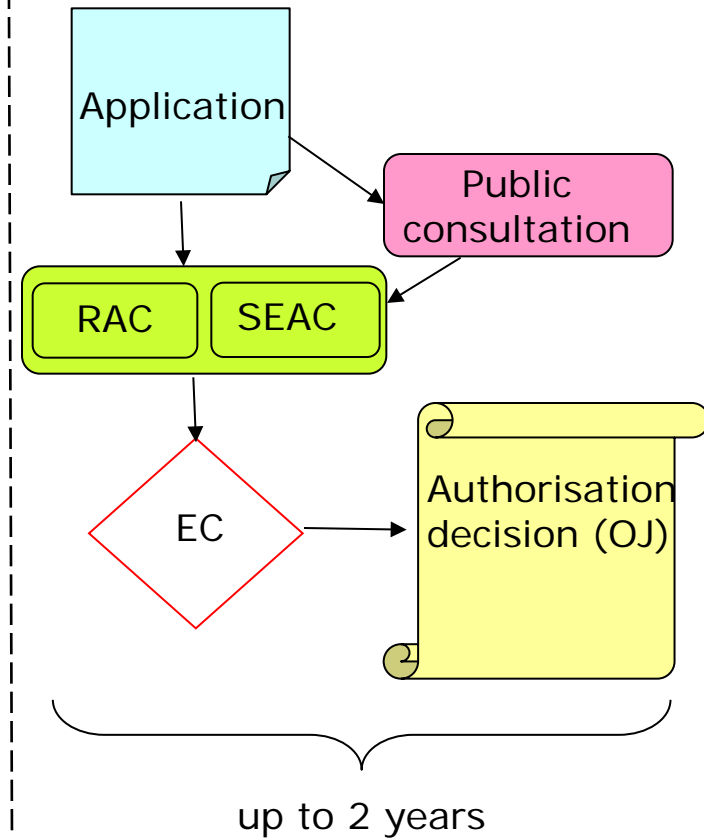 Application
Public
consultation
RAC
SEAC
EC
Authorisation
decision (OJ)
up to 2 years